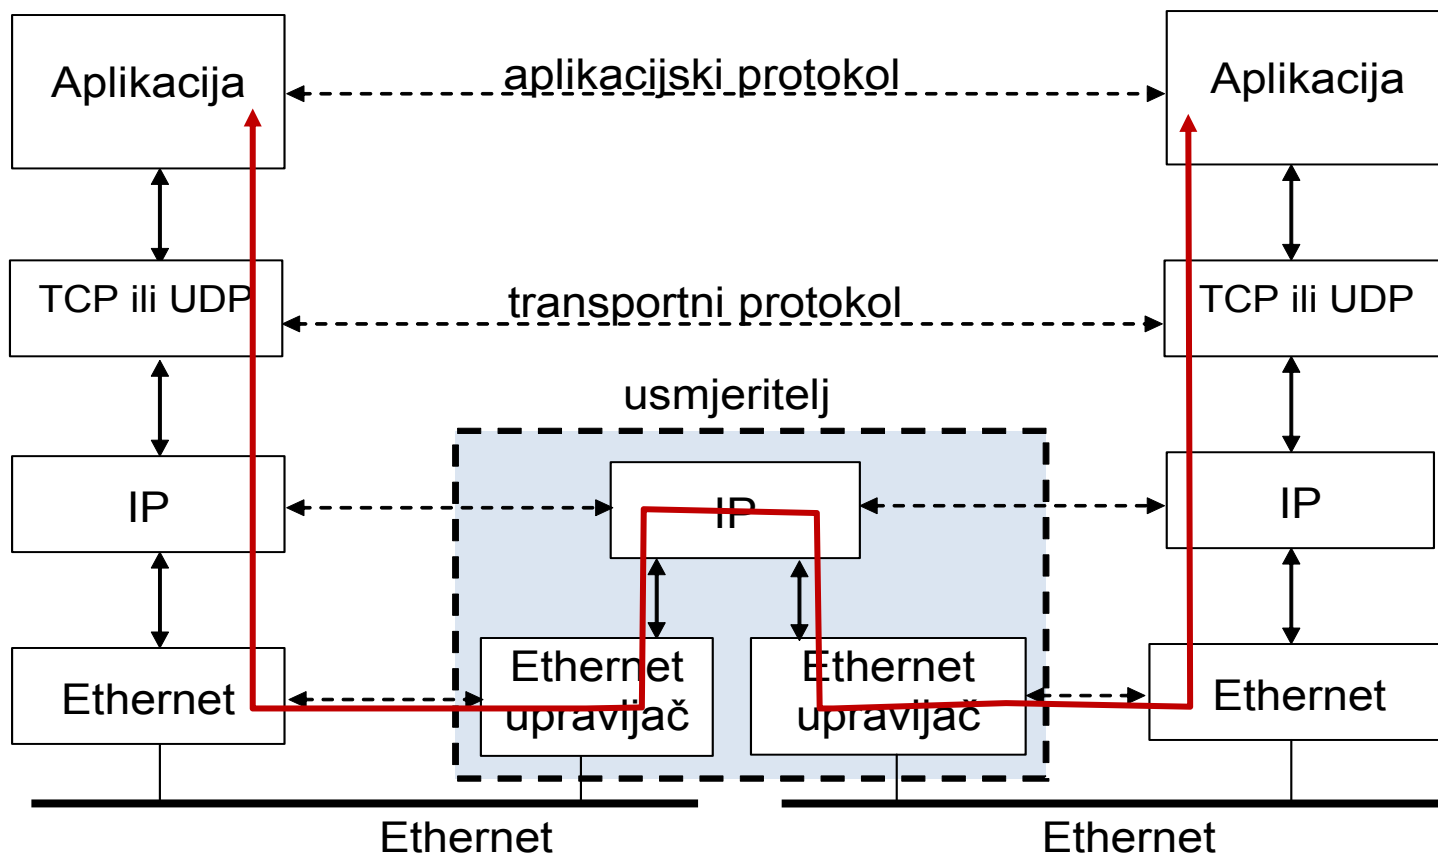 Aplikacija
aplikacijski protokol
Aplikacija
TCP ili UDP
transportni protokol
TCP ili UDP
usmjeritelj
IP
IP
IP
Ethernet
Ethernet
upravljač
Ethernet
upravljač
Ethernet
Ethernet
Ethernet